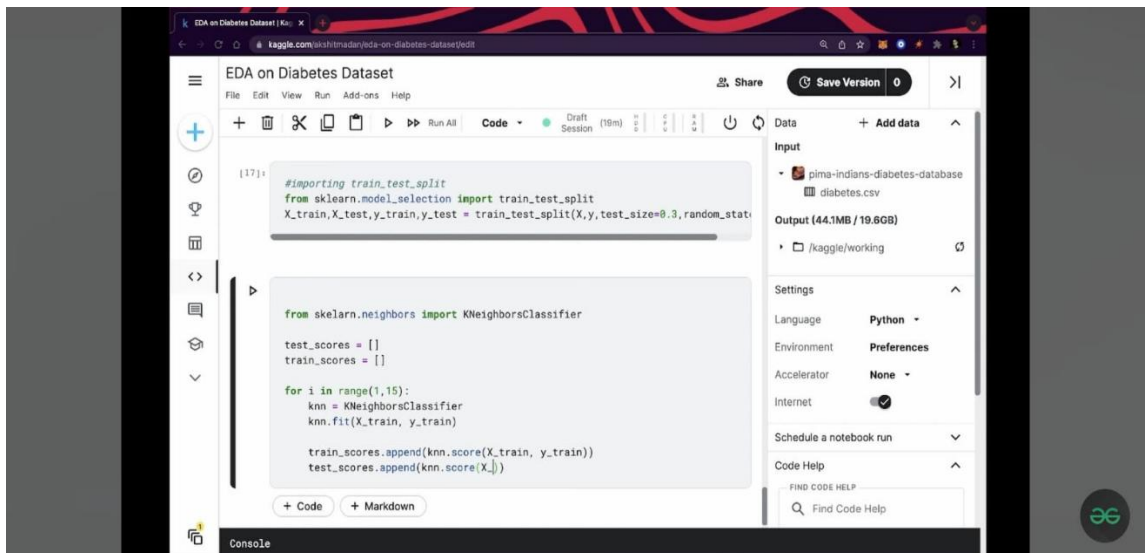 EDA on Diabetes Dataset | Kag
kaggle.com/akshitmadan/eda-on-diabetes-dataset/edit
EDA on Diabetes Dataset
File Edit View Run Add-ons Help
Share
Save Version 0
Run All Code Draft Session (19m)
Data
+ Add data
Input
pima-indians-diabetes-database
diabetes.csv
Output (44.1MB / 19.6GB)
/kaggle/working
Settings
Language Python
Environment Preferences
Accelerator None
Internet
Schedule a notebook run
Code Help
FIND CODE HELP
Find Code Help
[17]:
#importing train_test_split
from sklearn.model_selection import train_test_split
X_train,X_test,y_train,y_test = train_test_split(X,y,test_size=0.3,random_stat
from skelarn.neighbors import KNeighborsClassifier
test_scores = []
train_scores = []
for i in range(1,15):
knn = KNeighborsClassifier
knn.fit(X_train, y_train)
train_scores.append(knn.score(X_train, y_train))
test_scores.append(knn.score(X_))
+ Code + Markdown
1
Console